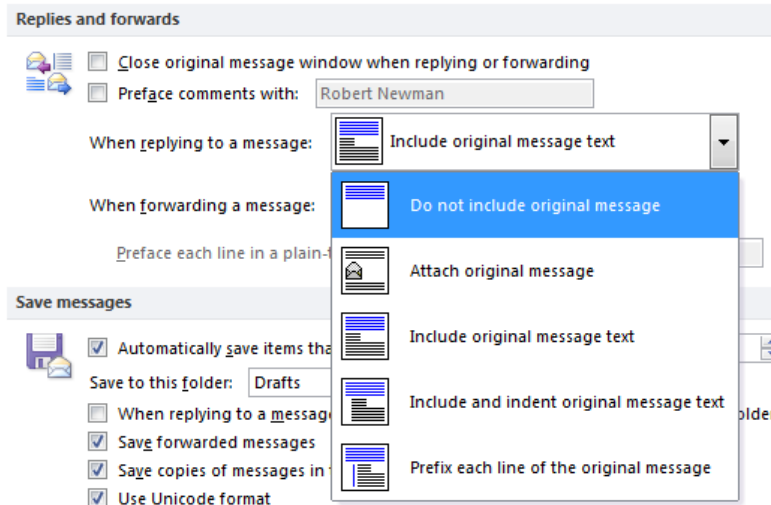 Replies and forwards
Close original message window when replying or forwarding
Preface comments with: Robert Newman
When replying to a message: Include original message text
When forwarding a message: Do not include original message
Preface each line in a plain-
Attach original message
Save messages
Include original message text
Automatically save items tha
Save to this folder: Drafts
Include and indent original message text
When replying to a messag
Save forwarded messages
Prefix each line of the original message
Save copies of messages in
Use Unicode format